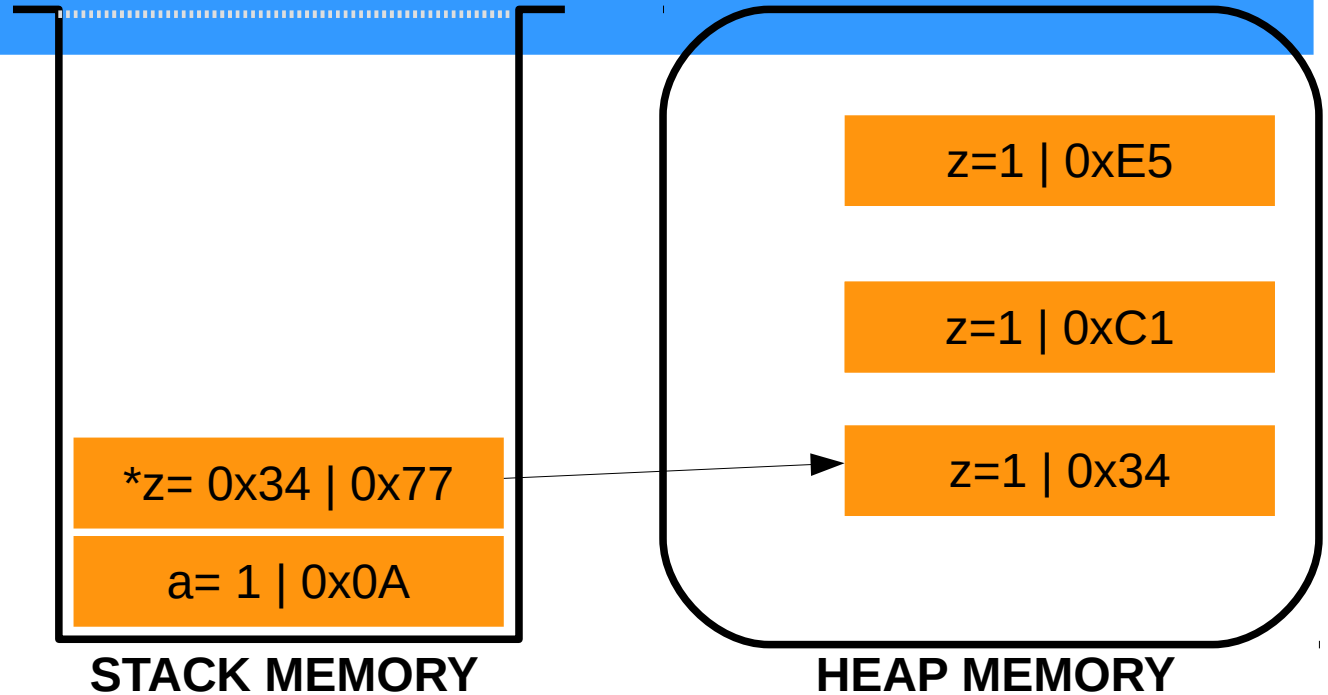 z=1 | 0xE5
z=1 | 0xC1
*z= 0x34 | 0x77
z=1 | 0x34
a= 1 | 0x0A
STACK MEMORY
HEAP MEMORY